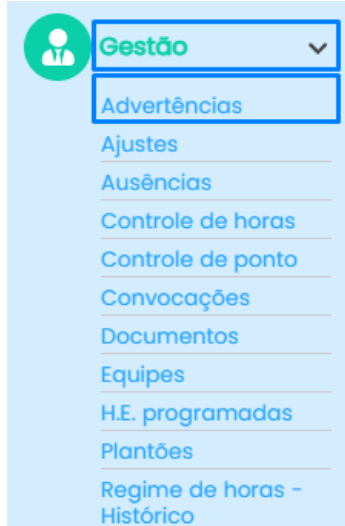 Gestão
Advertências
Ajustes
Ausências
Controle de horas
Controle de ponto
Convocações
Documentos
Equipes
H.E. programadas
Plantões
Regime de horas -
Histórico